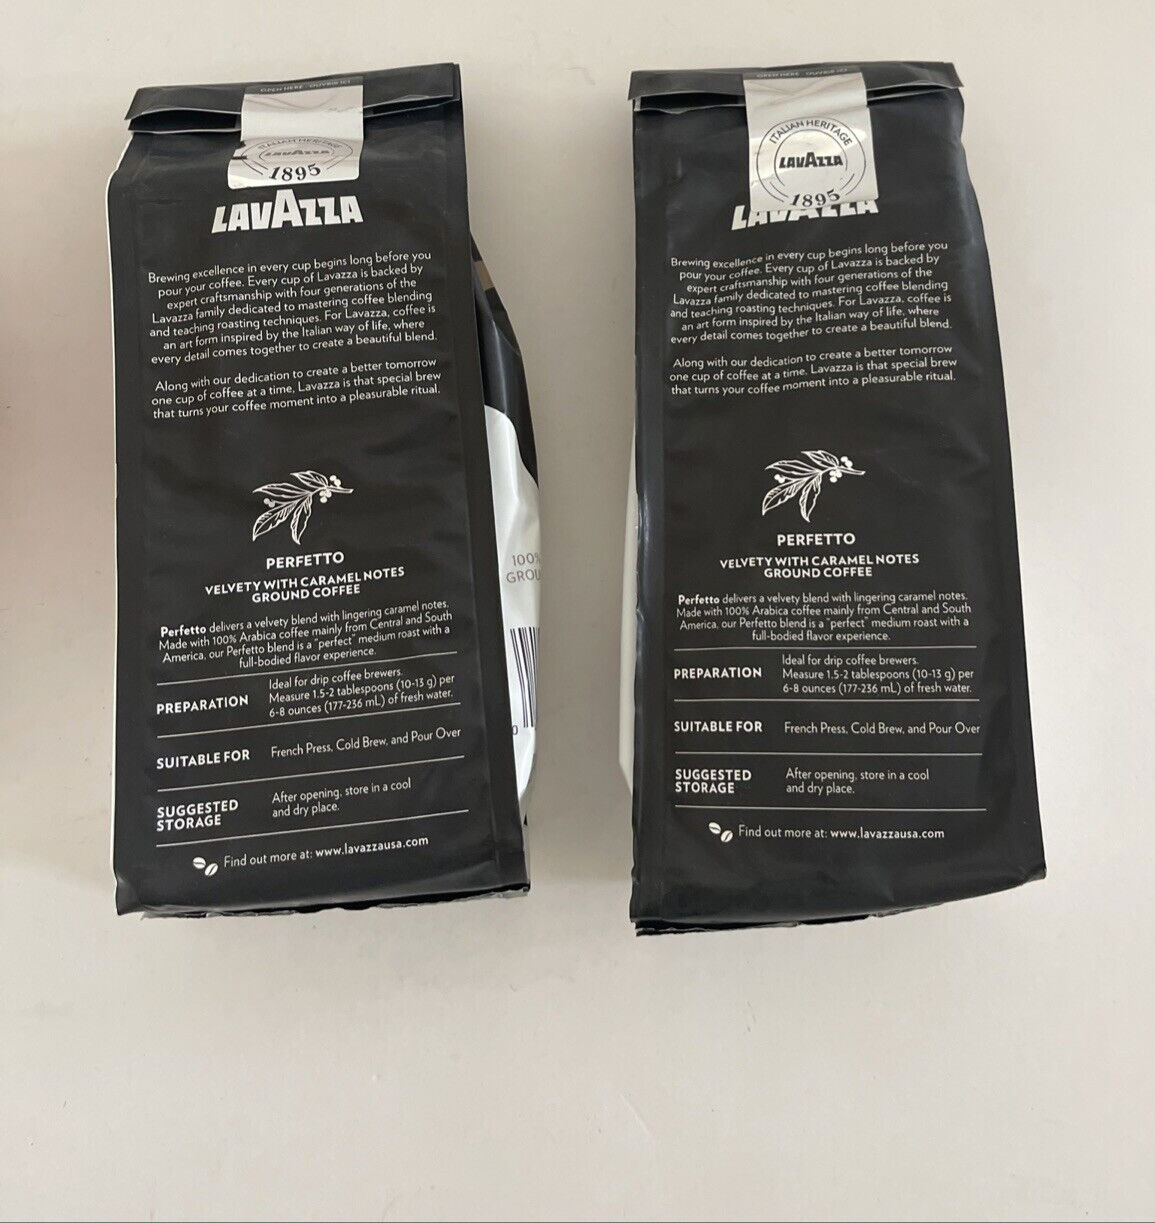 OPEN HERE · OUVRIR ICI
ITALIAN HERITAGE
LAVAZZA
1895
LAVAZZA
Brewing excellence in every cup begins long before you
pour your coffee. Every cup of Lavazza is backed by
expert craftsmanship with four generations of the
Lavazza family dedicated to mastering coffee blending
and teaching roasting techniques. For Lavazza, coffee is
an art form inspired by the Italian way of life, where
every detail comes together to create a beautiful blend.
Along with our dedication to create a better tomorrow
one cup of coffee at a time, Lavazza is that special brew
that turns your coffee moment into a pleasurable ritual.
PERFETTO
VELVETY WITH CARAMEL NOTES
GROUND COFFEE
Perfetto delivers a velvety blend with lingering caramel notes.
Made with 100% Arabica coffee mainly from Central and South
America, our Perfetto blend is a "perfect" medium roast with a
full-bodied flavor experience.
PREPARATION
Ideal for drip coffee brewers.
Measure 1.5-2 tablespoons (10-13 g) per
6-8 ounces (177-236 mL) of fresh water.
SUITABLE FOR
French Press, Cold Brew, and Pour Over
SUGGESTED
STORAGE
After opening, store in a cool
and dry place.
Find out more at: www.lavazzausa.com
100%
GROU
0
OPEN HERE · OUVRIR ICI
ITALIAN HERITAGE
LAVAZZA
1895
LAVAZZA
Brewing excellence in every cup begins long before you
pour your coffee. Every cup of Lavazza is backed by
expert craftsmanship with four generations of the
Lavazza family dedicated to mastering coffee blending
and teaching roasting techniques. For Lavazza, coffee is
an art form inspired by the Italian way of life, where
every detail comes together to create a beautiful blend.
Along with our dedication to create a better tomorrow
one cup of coffee at a time, Lavazza is that special brew
that turns your coffee moment into a pleasurable ritual.
PERFETTO
VELVETY WITH CARAMEL NOTES
GROUND COFFEE
Perfetto delivers a velvety blend with lingering caramel notes.
Made with 100% Arabica coffee mainly from Central and South
America, our Perfetto blend is a "perfect" medium roast with a
full-bodied flavor experience.
PREPARATION
Ideal for drip coffee brewers.
Measure 1.5-2 tablespoons (10-13 g) per
6-8 ounces (177-236 mL) of fresh water.
SUITABLE FOR
French Press, Cold Brew, and Pour Over
SUGGESTED
STORAGE
After opening, store in a cool
and dry place.
Find out more at: www.lavazzausa.com